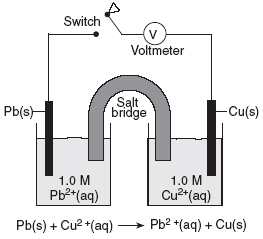 Switch
V
Voltmeter
Pb(s)
Salt
bridge
Cu(s)
1.0 M
Pb²⁺(aq)
1.0 M
Cu²⁺(aq)
Pb(s) + Cu²⁺(aq) ⟶ Pb²⁺(aq) + Cu(s)